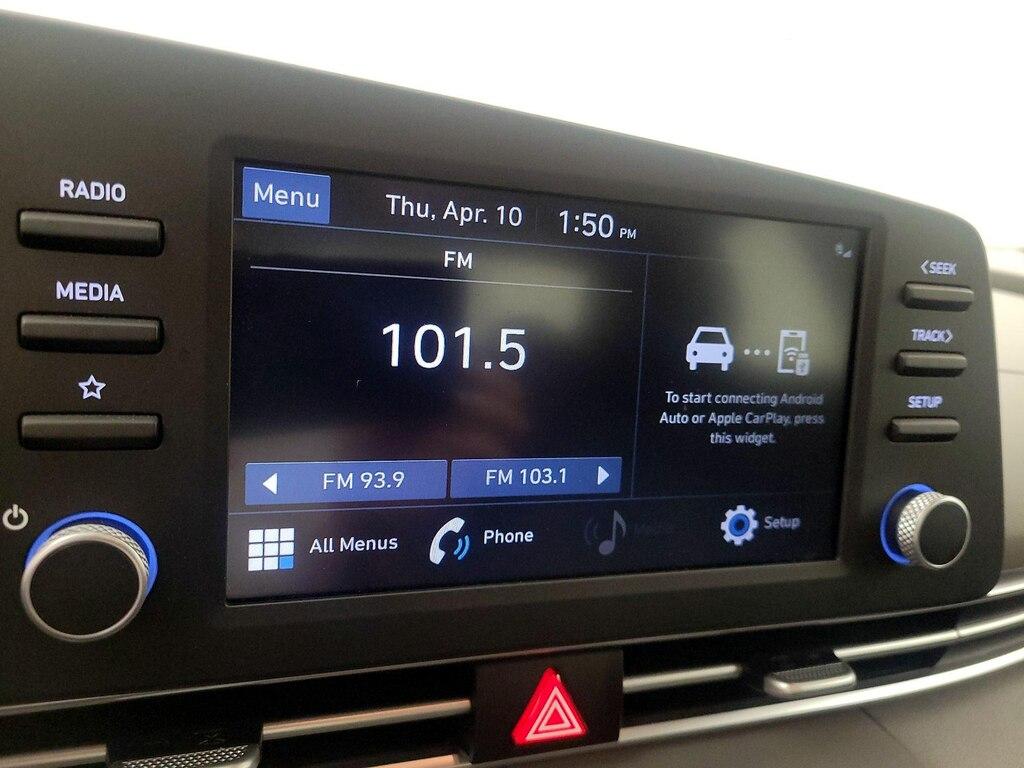 RADIO
MEDIA
Menu
Thu, Apr. 10
1:50 PM
FM
101.5
FM 93.9
FM 103.1
To start connecting Android
Auto or Apple CarPlay, press
this widget.
All Menus
Phone
Setup
<SEEK
TRACK>
SETUP